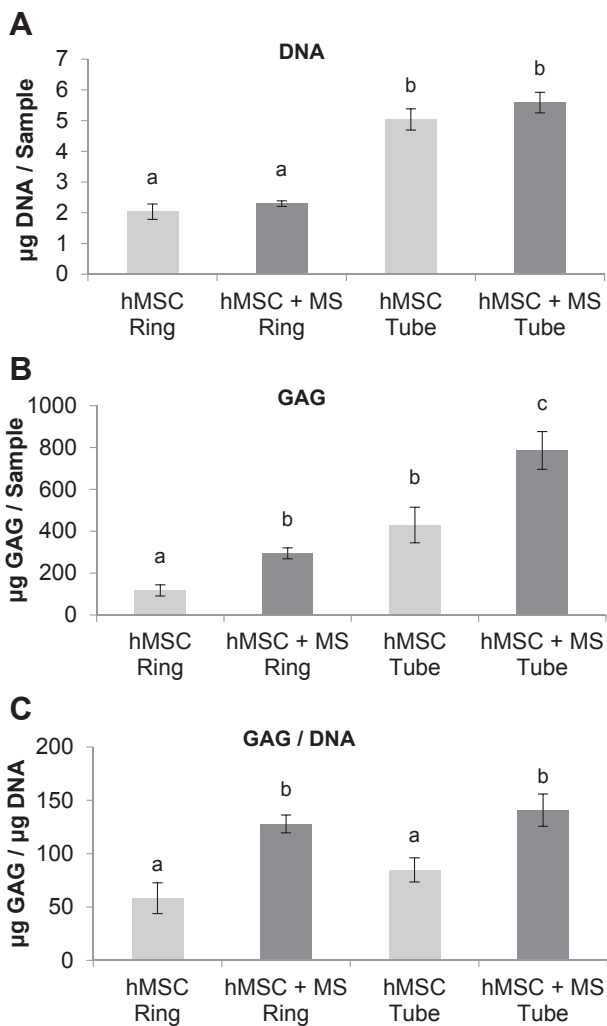 A
DNA
µg DNA / Sample
7
6
5
4
3
2
1
0
a
a
b
b
hMSC Ring
hMSC + MS Ring
hMSC Tube
hMSC + MS Tube
B
GAG
µg GAG / Sample
1000
800
600
400
200
0
a
b
b
c
hMSC Ring
hMSC + MS Ring
hMSC Tube
hMSC + MS Tube
C
GAG / DNA
µg GAG / µg DNA
200
150
100
50
0
a
b
a
b
hMSC Ring
hMSC + MS Ring
hMSC Tube
hMSC + MS Tube